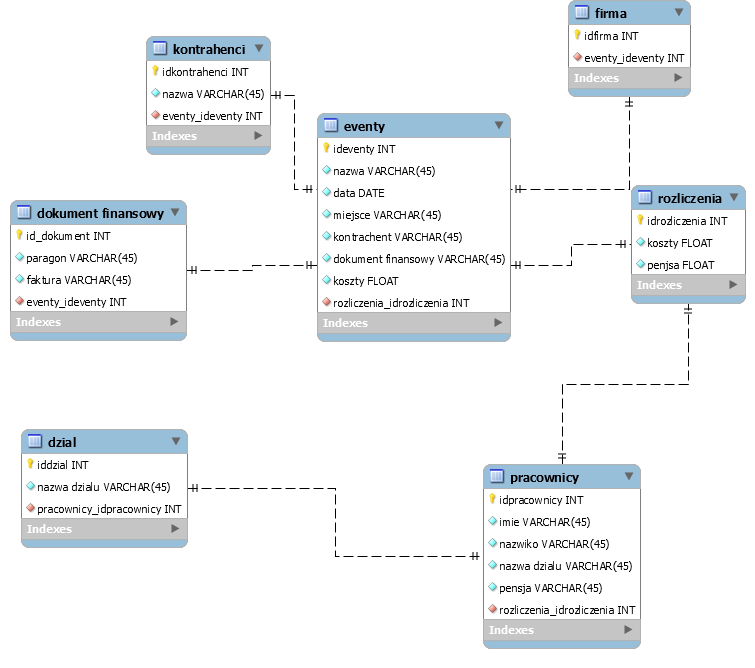 firma
idfirma INT
eventy_ideventy INT
Indexes
kontrahenci
idkontrahenci INT
nazwa VARCHAR(45)
eventy_ideventy INT
Indexes
eventy
ideventy INT
nazwa VARCHAR(45)
data DATE
miejsce VARCHAR(45)
kontrachent VARCHAR(45)
dokument finansowy VARCHAR(45)
koszty FLOAT
rozliczenia_idrozliczenia INT
Indexes
rozliczenia
idrozliczenia INT
koszty FLOAT
penjsa FLOAT
Indexes
dokument finansowy
id_dokument INT
paragon VARCHAR(45)
faktura VARCHAR(45)
eventy_ideventy INT
Indexes
dzial
iddzial INT
nazwa dzialu VARCHAR(45)
pracownicy_idpracownicy INT
Indexes
pracownicy
idpracownicy INT
imie VARCHAR(45)
nazwiko VARCHAR(45)
nazwa dzialu VARCHAR(45)
pensja VARCHAR(45)
rozliczenia_idrozliczenia INT
Indexes